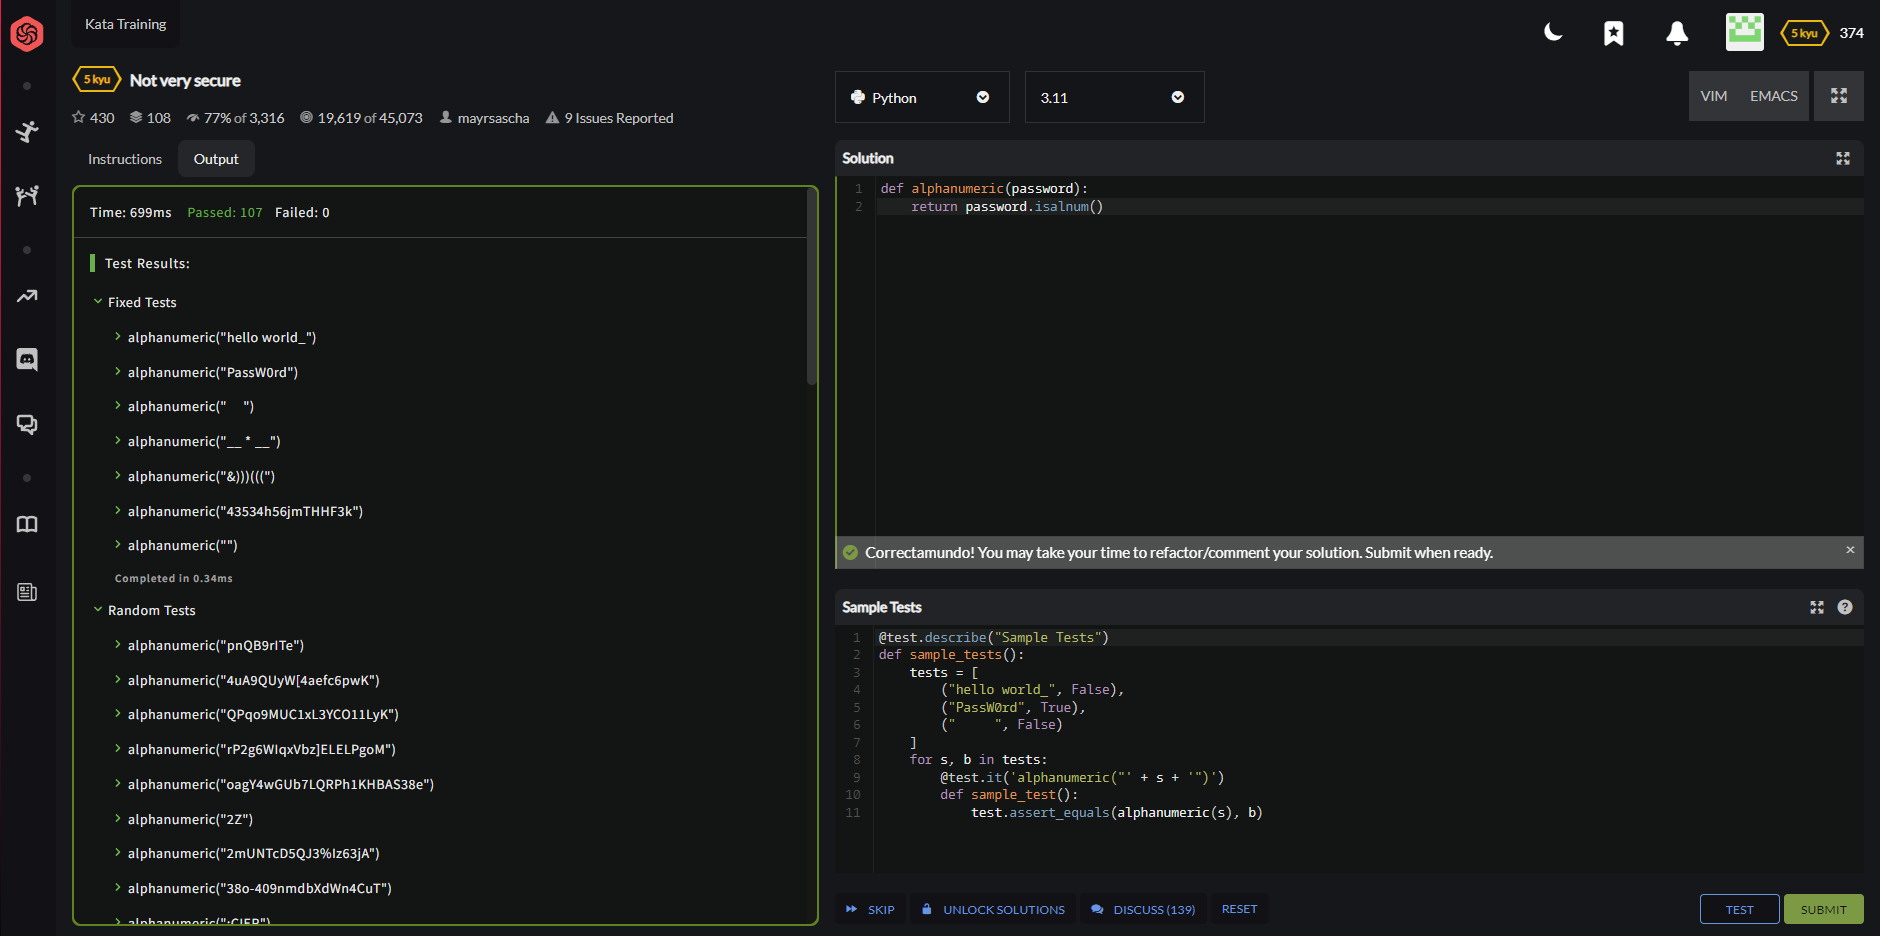 Kata Training
5 kyu 374
5 kyu Not very secure
430 108 77% of 3,316 19,619 of 45,073 mayrsascha 9 Issues Reported
Instructions Output
Time: 699ms Passed: 107 Failed: 0
Test Results:
Fixed Tests
alphanumeric("hello world_")
alphanumeric("PassW0rd")
alphanumeric("     ")
alphanumeric("__ * __")
alphanumeric("&)))(((")
alphanumeric("43534h56jmTHHF3k")
alphanumeric("")
Completed in 0.34ms
Random Tests
alphanumeric("pnQB9rITe")
alphanumeric("4uA9QUyW[4aefc6pwK")
alphanumeric("QPqo9MUC1xL3YCO11LyK")
alphanumeric("rP2g6WIqxVbz]ELELPgoM")
alphanumeric("oagY4wGUb7LQRPh1KHBAS38e")
alphanumeric("2Z")
alphanumeric("2mUNTcD5QJ3%Iz63jA")
alphanumeric("38o-409nmdbXdWn4CuT")
Python 3.11 VIM EMACS
Solution
1 def alphanumeric(password):
2     return password.isalnum()
Correctamundo! You may take your time to refactor/comment your solution. Submit when ready.
Sample Tests
1 @test.describe("Sample Tests")
2 def sample_tests():
3     tests = [
4         ("hello world_", False),
5         ("PassW0rd", True),
6         ("     ", False)
7     ]
8     for s, b in tests:
9         @test.it('alphanumeric("' + s + '")')
10         def sample_test():
11             test.assert_equals(alphanumeric(s), b)
SKIP UNLOCK SOLUTIONS DISCUSS (139) RESET TEST SUBMIT